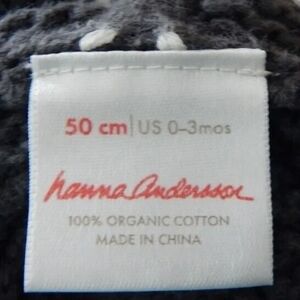 50 cm | US 0-3mos
hanna andersson
100% ORGANIC COTTON
MADE IN CHINA